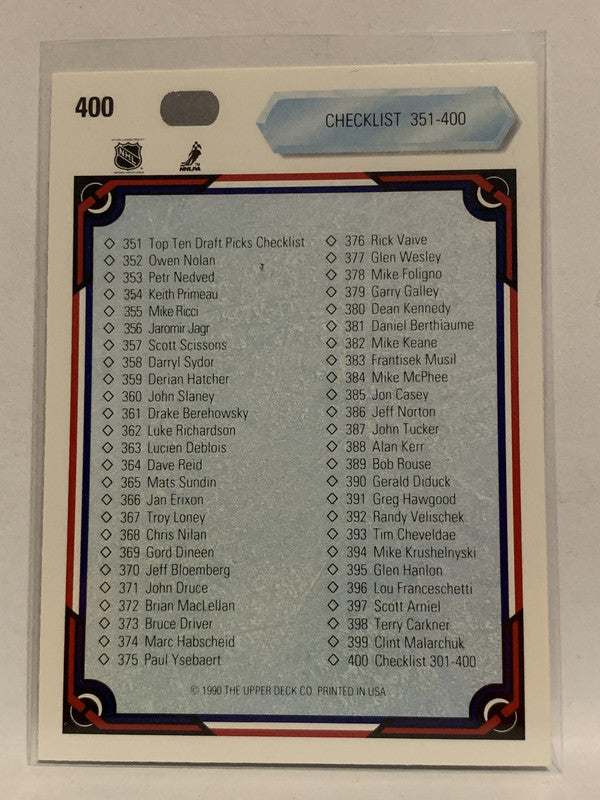 400
CHECKLIST 351-400
NHL
NHLPA
351 Top Ten Draft Picks Checklist
352 Owen Nolan
353 Petr Nedved
354 Keith Primeau
355 Mike Ricci
356 Jaromir Jagr
357 Scott Scissons
358 Darryl Sydor
359 Derian Hatcher
360 John Slaney
361 Drake Berehowsky
362 Luke Richardson
363 Lucien Deblois
364 Dave Reid
365 Mats Sundin
366 Jan Erixon
367 Troy Loney
368 Chris Nilan
369 Gord Dineen
370 Jeff Bloemberg
371 John Druce
372 Brian MacLellan
373 Bruce Driver
374 Marc Habscheid
375 Paul Ysebaert
376 Rick Vaive
377 Glen Wesley
378 Mike Foligno
379 Garry Galley
380 Dean Kennedy
381 Daniel Berthiaume
382 Mike Keane
383 Frantisek Musil
384 Mike McPhee
385 Jon Casey
386 Jeff Norton
387 John Tucker
388 Alan Kerr
389 Bob Rouse
390 Gerald Diduck
391 Greg Hawgood
392 Randy Velischek
393 Tim Cheveldae
394 Mike Krushelnyski
395 Glen Hanlon
396 Lou Franceschetti
397 Scott Arniel
398 Terry Carkner
399 Clint Malarchuk
400 Checklist 301-400
© 1990 THE UPPER DECK CO. PRINTED IN USA